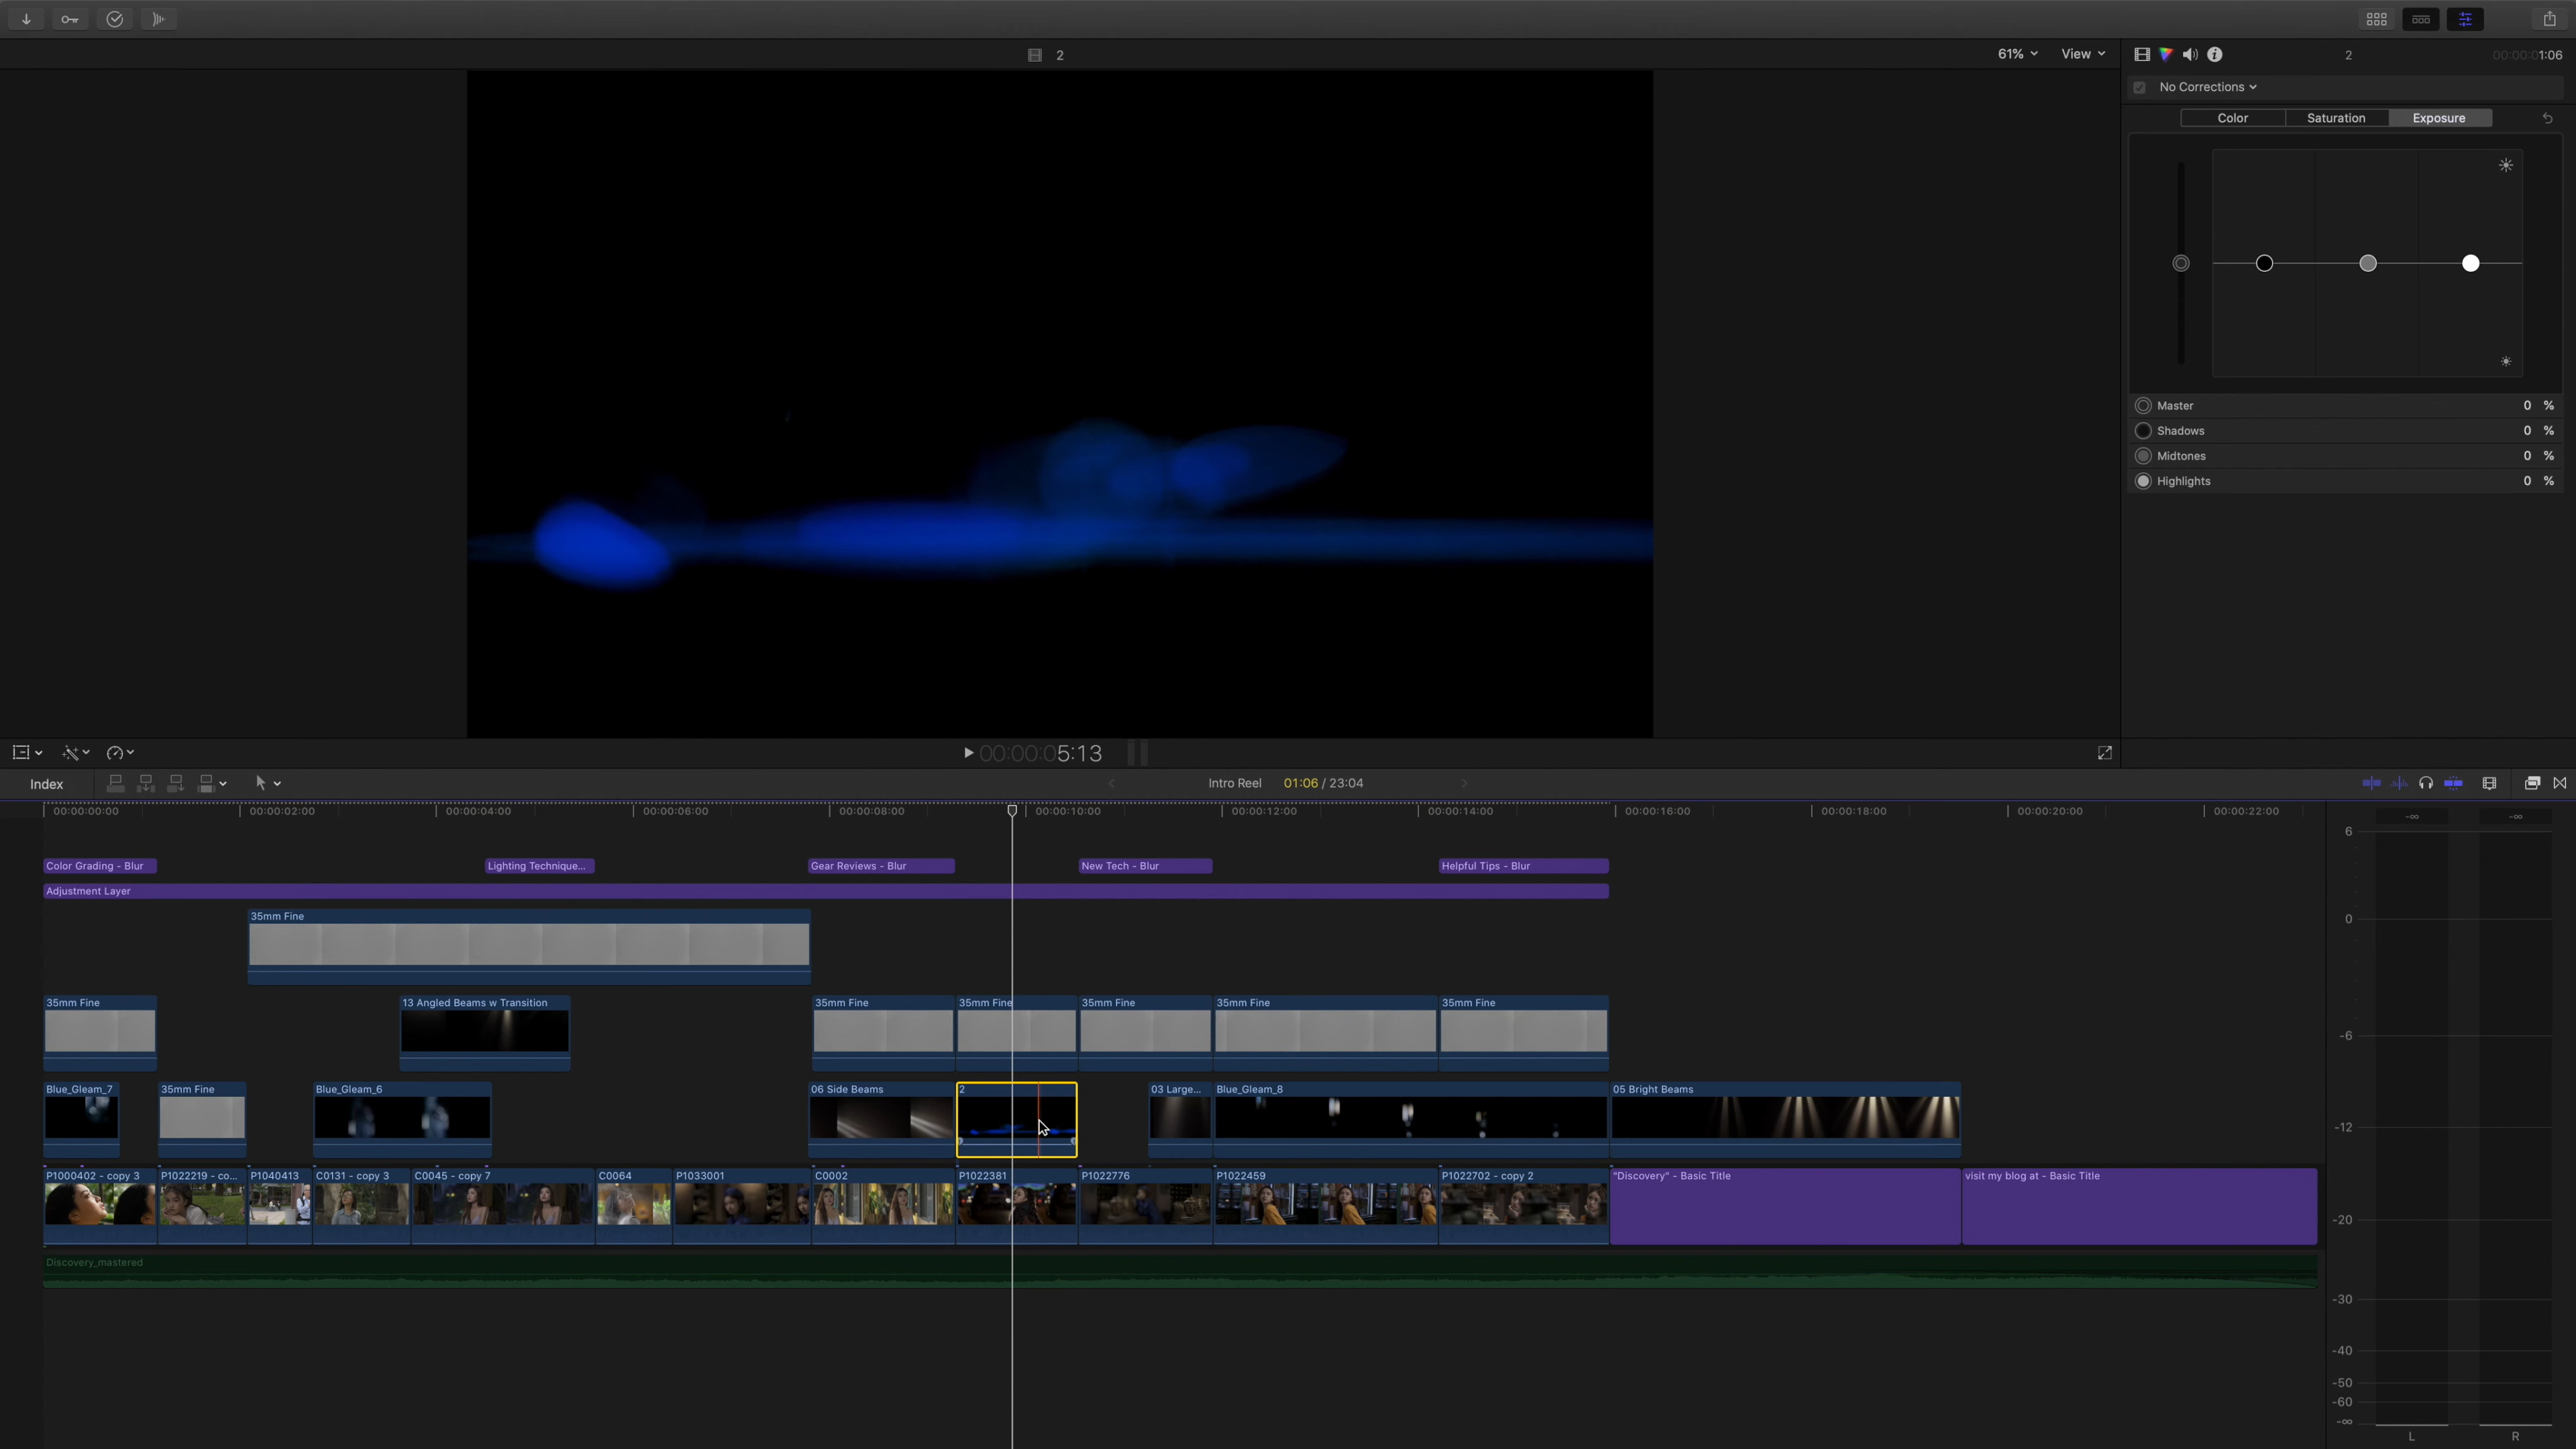 2
61%
View
2
00:00:01:06
No Corrections
Color
Saturation
Exposure
Master 0 %
Shadows 0 %
Midtones 0 %
Highlights 0 %
00:00:05:13
Index
Intro Reel
01:06 / 23:04
00:00:00:00
00:00:02:00
00:00:04:00
00:00:06:00
00:00:08:00
00:00:10:00
00:00:12:00
00:00:14:00
00:00:16:00
00:00:18:00
00:00:20:00
00:00:22:00
Color Grading - Blur
Lighting Technique...
Gear Reviews - Blur
New Tech - Blur
Helpful Tips - Blur
Adjustment Layer
35mm Fine
35mm Fine
13 Angled Beams w Transition
35mm Fine
35mm Fine
35mm Fine
35mm Fine
35mm Fine
Blue_Gleam_7
35mm Fine
Blue_Gleam_6
06 Side Beams
2
03 Large...
Blue_Gleam_8
05 Bright Beams
P1000402 - copy 3
P1022219 - co...
P1040413
C0131 - copy 3
C0045 - copy 7
C0064
P1033001
C0002
P1022381
P1022776
P1022459
P1022702 - copy 2
"Discovery" - Basic Title
visit my blog at - Basic Title
Discovery_mastered
-∞
-∞
6
0
-6
-12
-20
-30
-40
-50
-60
-∞
L
R